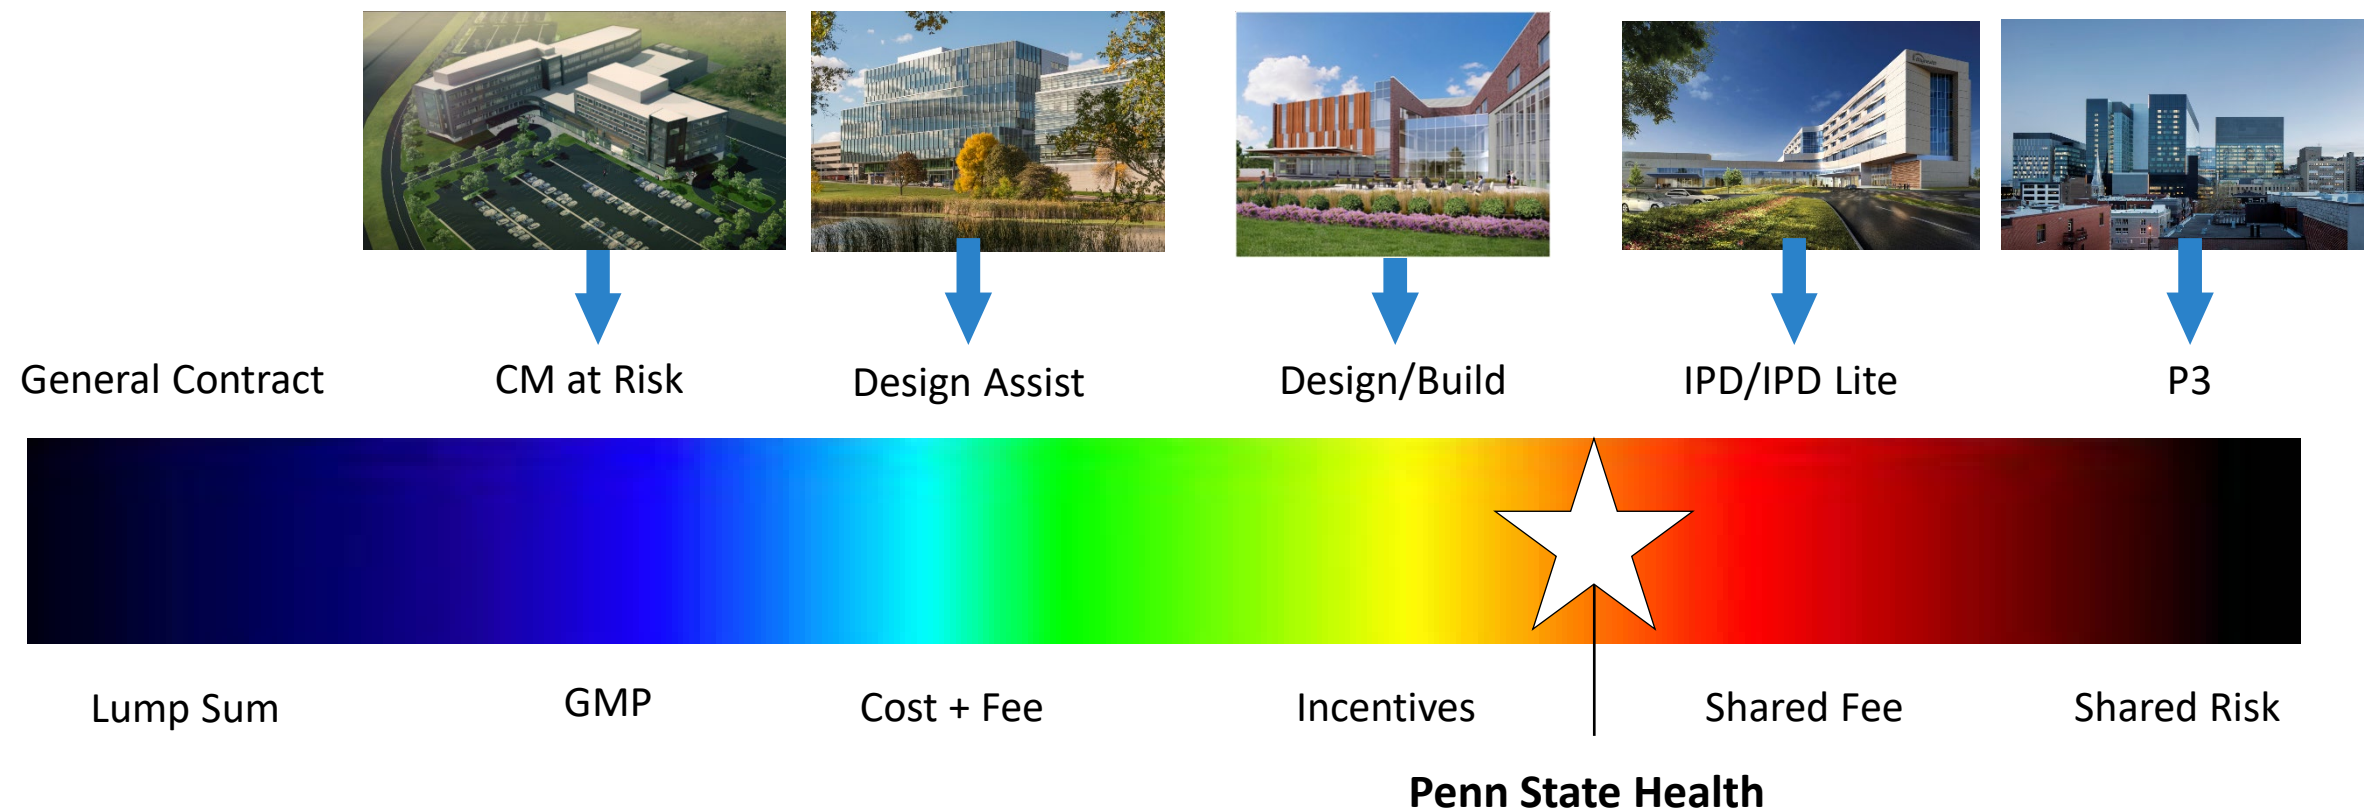 General Contract
CM at Risk
Design Assist
Design/Build
IPD/IPD Lite
P3
Lump Sum
GMP
Cost + Fee
Incentives
Shared Fee
Shared Risk
Penn State Health